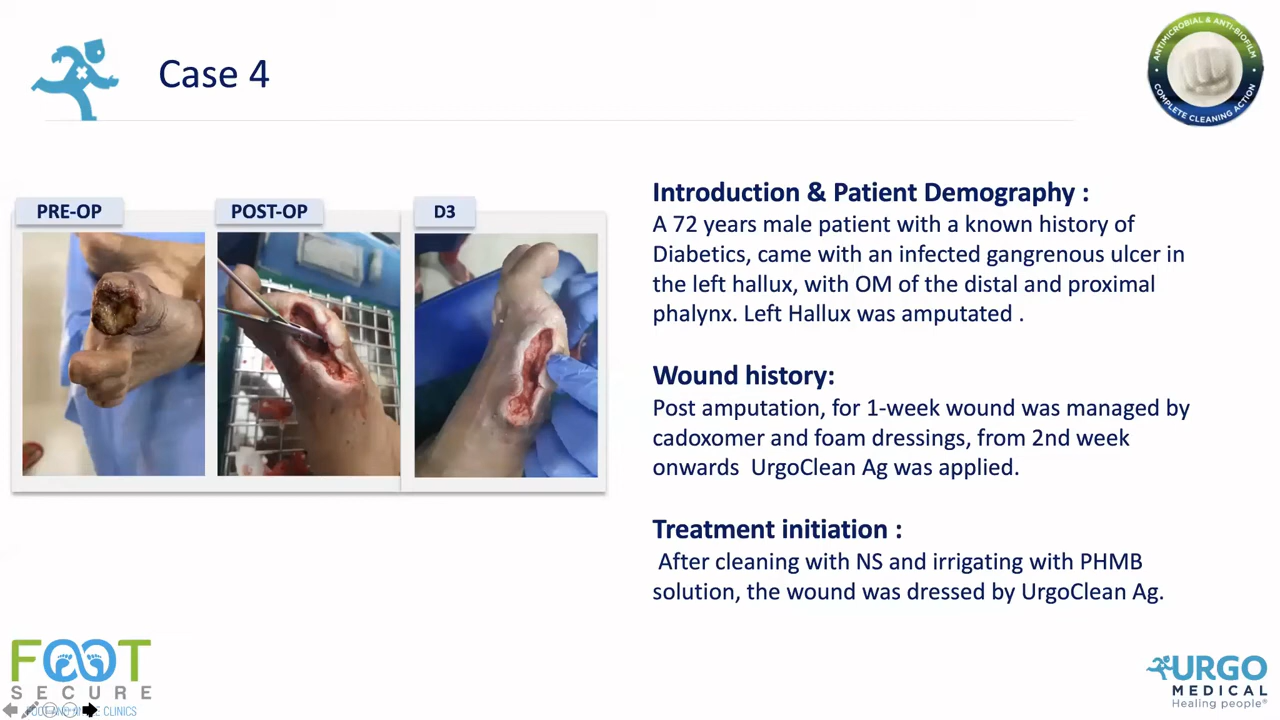 Case 4
ANTIMICROBIAL & ANTI-BIOFILM
COMPLETE CLEANING ACTION
PRE-OP
POST-OP
D3
Introduction & Patient Demography :
A 72 years male patient with a known history of
Diabetics, came with an infected gangrenous ulcer in
the left hallux, with OM of the distal and proximal
phalynx. Left Hallux was amputated .
Wound history:
Post amputation, for 1-week wound was managed by
cadoxomer and foam dressings, from 2nd week
onwards UrgoClean Ag was applied.
Treatment initiation :
After cleaning with NS and irrigating with PHMB
solution, the wound was dressed by UrgoClean Ag.
FOOT
SECURE
CLINICS
URGO
MEDICAL
Healing people®